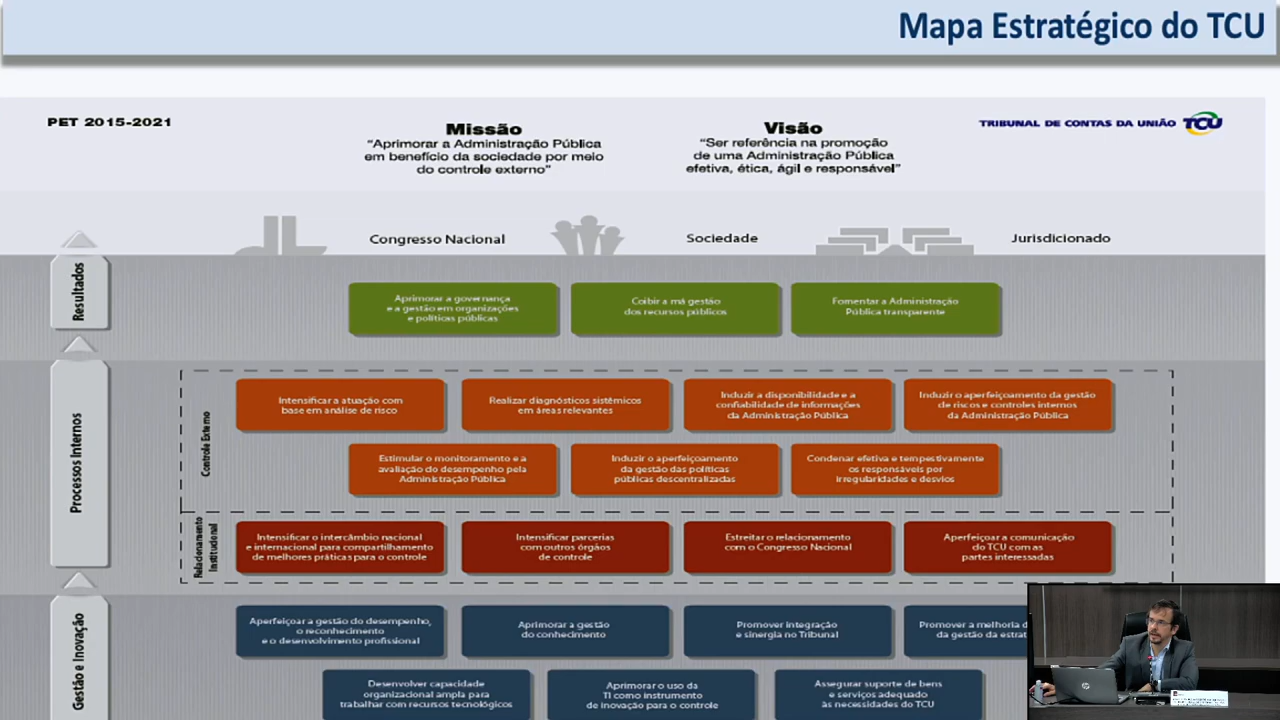 Mapa Estratégico do TCU
PET 2015-2021
Missão
“Aprimorar a Administração Pública
em benefício da sociedade por meio
do controle externo”
Visão
“Ser referência na promoção
de uma Administração Pública
efetiva, ética, ágil e responsável”
TRIBUNAL DE CONTAS DA UNIÃO TCU
Congresso Nacional
Sociedade
Jurisdicionado
Resultados
Aprimorar a governança
e a gestão em organizações
e políticas públicas
Coibir a má gestão
dos recursos públicos
Fomentar a Administração
Pública transparente
Processos Internos
Controle Externo
Intensificar a atuação com
base em análise de risco
Realizar diagnósticos sistêmicos
em áreas relevantes
Induzir a disponibilidade e a
confiabilidade de informações
da Administração Pública
Induzir o aperfeiçoamento da gestão
de riscos e controles internos
da Administração Pública
Estimular o monitoramento e a
avaliação do desempenho pela
Administração Pública
Induzir o aperfeiçoamento
da gestão das políticas
públicas descentralizadas
Condenar efetiva e tempestivamente
os responsáveis por
irregularidades e desvios
Relacionamento
Institucional
Intensificar o intercâmbio nacional
e internacional para compartilhamento
de melhores práticas para o controle
Intensificar parcerias
com outros órgãos
de controle
Estreitar o relacionamento
com o Congresso Nacional
Aperfeiçoar a comunicação
do TCU com as
partes interessadas
Gestão e Inovação
Aperfeiçoar a gestão do desempenho,
o reconhecimento
e o desenvolvimento profissional
Aprimorar a gestão
do conhecimento
Promover integração
e sinergia no Tribunal
Promover a melhoria d
da gestão da estrat
Desenvolver capacidade
organizacional ampla para
trabalhar com recursos tecnológicos
Aprimorar o uso da
TI como instrumento
de inovação para o controle
Assegurar suporte de bens
e serviços adequado
às necessidades do TCU
hp